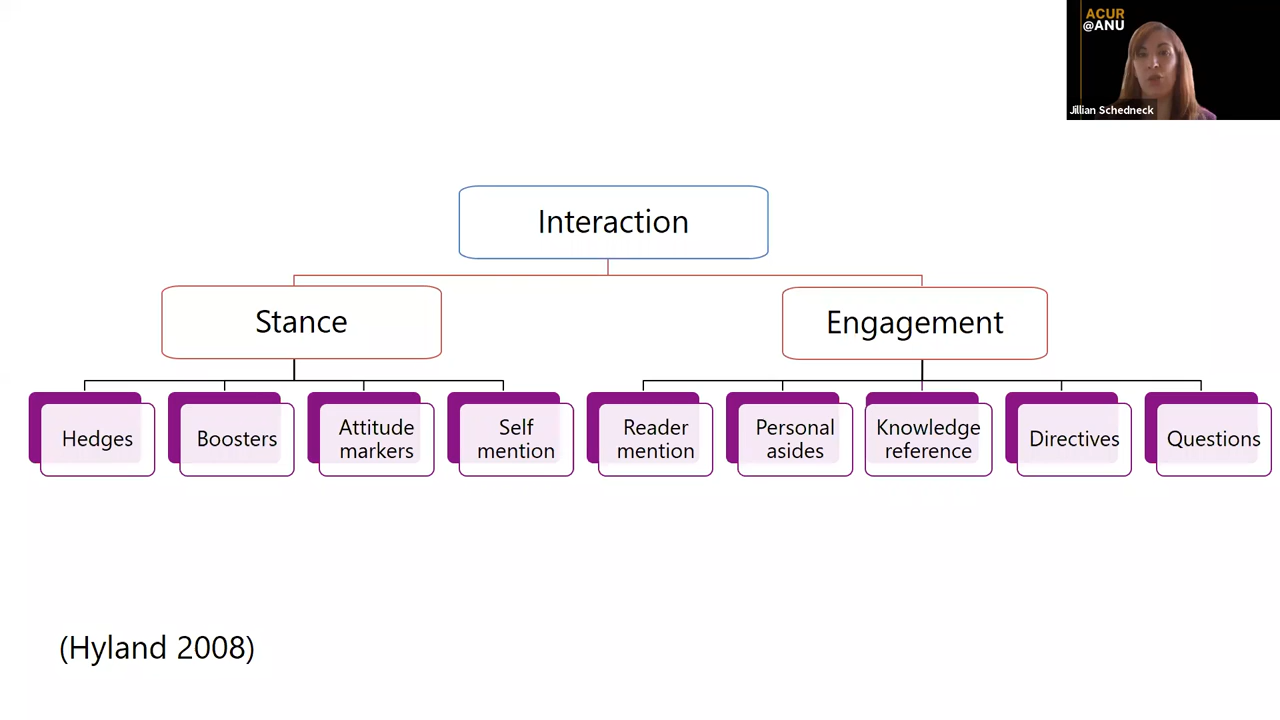 ACUR
@ANU
Jillian Schedneck
Interaction
Stance
Engagement
Hedges
Boosters
Attitude
markers
Self
mention
Reader
mention
Personal
asides
Knowledge
reference
Directives
Questions
(Hyland 2008)